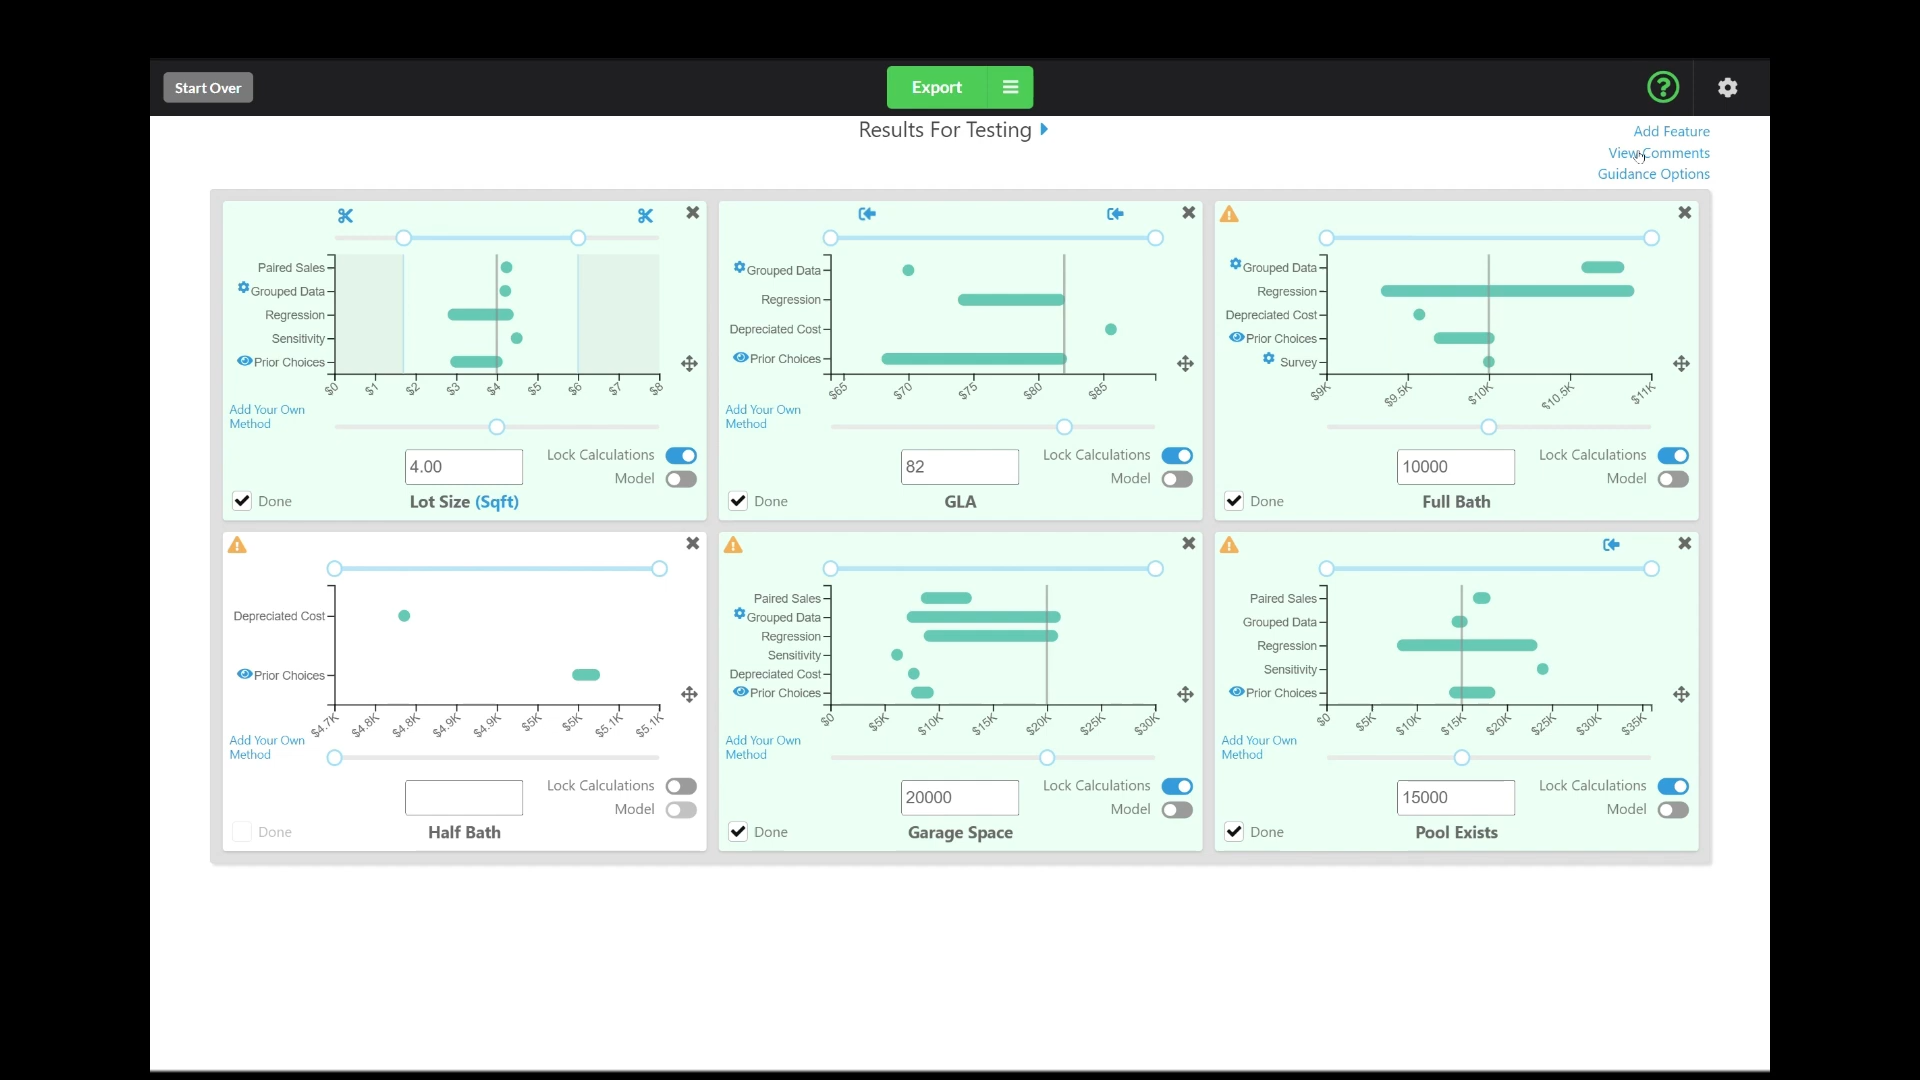 Start Over
Export
?
Results For Testing
Add Feature
View Comments
Guidance Options
Paired Sales
Grouped Data
Regression
Sensitivity
Prior Choices
$0 $1 $2 $3 $4 $5 $6 $7 $8
Add Your Own
Method
4.00
Lock Calculations
Model
Done
Lot Size (Sqft)
Grouped Data
Regression
Depreciated Cost
Prior Choices
$65 $70 $75 $80 $85
Add Your Own
Method
82
Lock Calculations
Model
Done
GLA
Grouped Data
Regression
Depreciated Cost
Prior Choices
Survey
$9K $9.5K $10K $10.5K $11K
10000
Lock Calculations
Model
Done
Full Bath
Depreciated Cost
Prior Choices
$4.7K $4.8K $4.8K $4.9K $4.9K $5K $5K $5.1K $5.1K
Add Your Own
Method
Lock Calculations
Model
Done
Half Bath
Paired Sales
Grouped Data
Regression
Sensitivity
Depreciated Cost
Prior Choices
$0 $5K $10K $15K $20K $25K $30K
Add Your Own
Method
20000
Lock Calculations
Model
Done
Garage Space
Paired Sales
Grouped Data
Regression
Sensitivity
Prior Choices
$0 $5K $10K $15K $20K $25K $30K $35K
Add Your Own
Method
15000
Lock Calculations
Model
Done
Pool Exists